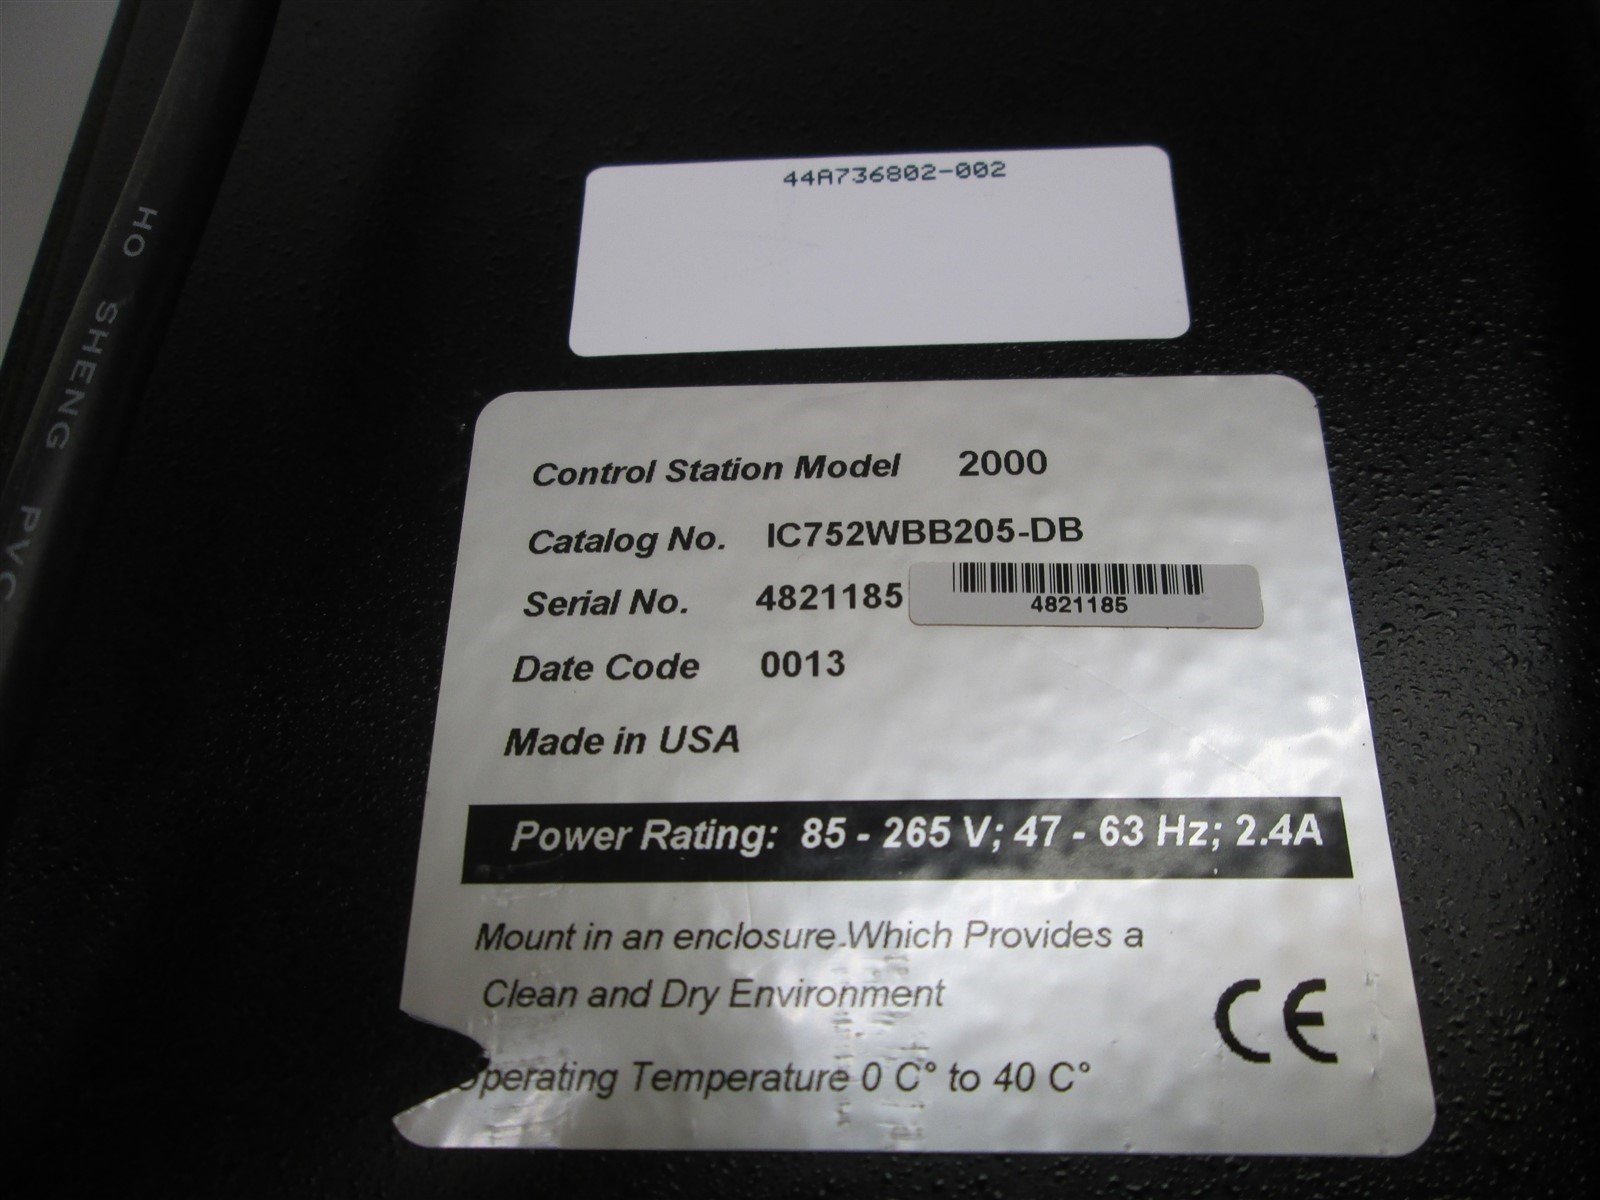 44A736802-002
Control Station Model 2000
Catalog No. IC752WBB205-DB
Serial No. 4821185
4821185
Date Code 0013
Made in USA
Power Rating: 85 - 265 V; 47 - 63 Hz; 2.4A
Mount in an enclosure Which Provides a
Clean and Dry Environment
CE
Operating Temperature 0 C° to 40 C°
HO SHENG PVC